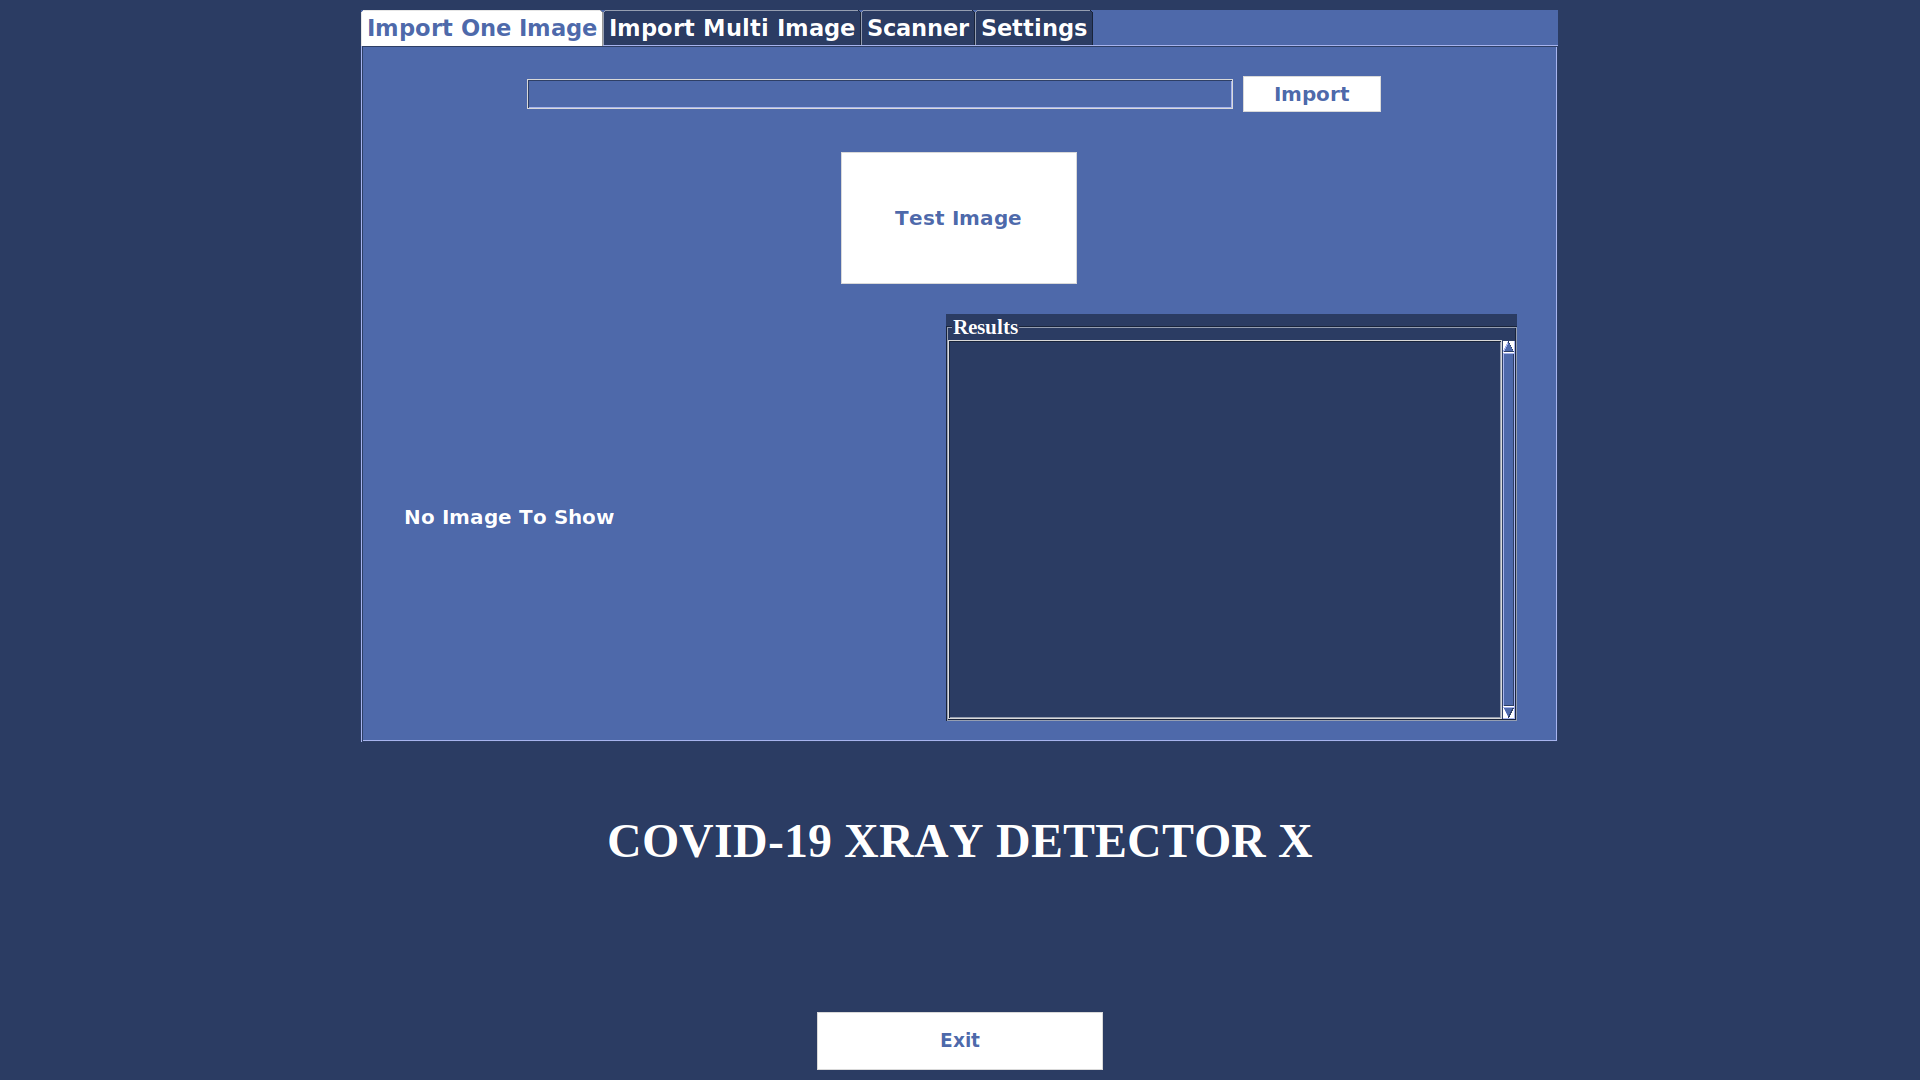 Import One Image Import Multi Image Scanner Settings
Import
Test Image
Results
No Image To Show
COVID-19 XRAY DETECTOR X
Exit